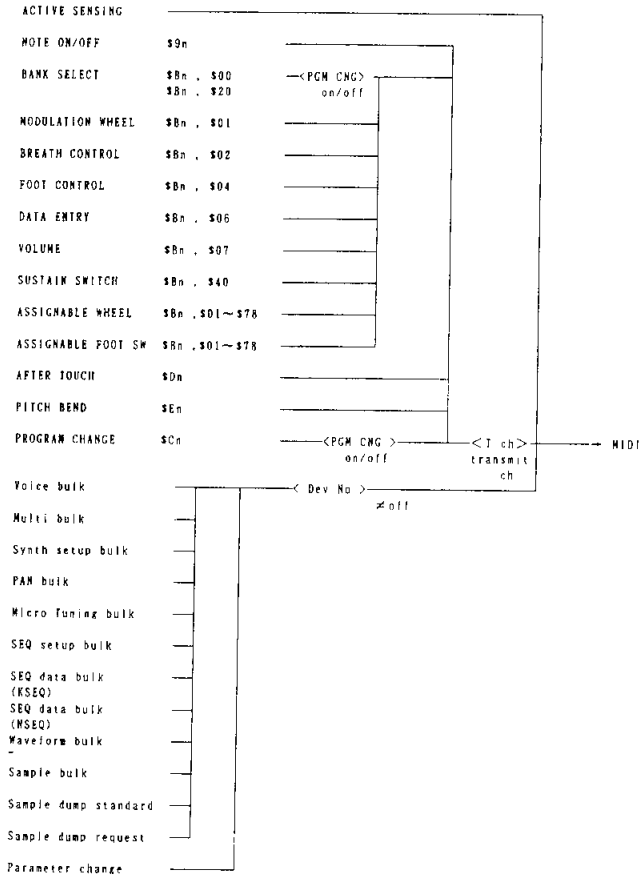 ACTIVE SENSING
NOTE ON/OFF $9n
BANK SELECT $Bn , $00 <PGM CNG>
$Bn , $20 on/off
MODULATION WHEEL $Bn , $01
BREATH CONTROL $Bn , $02
FOOT CONTROL $Bn , $04
DATA ENTRY $Bn , $06
VOLUME $Bn , $07
SUSTAIN SWITCH $Bn , $40
ASSIGNABLE WHEEL $Bn ,$01~$78
ASSIGNABLE FOOT SW $Bn ,$01~$78
AFTER TOUCH $Dn
PITCH BEND $En
PROGRAM CHANGE $Cn <PGM CNG > <T ch> → MIDI
on/off transmit
ch
Voice bulk < Dev No >
≠off
Multi bulk
Synth setup bulk
PAN bulk
Micro Tuning bulk
SEQ setup bulk
SEQ data bulk
(KSEQ)
SEQ data bulk
(NSEQ)
Waveform bulk
Sample bulk
Sample dump standard
Sample dump request
Parameter change